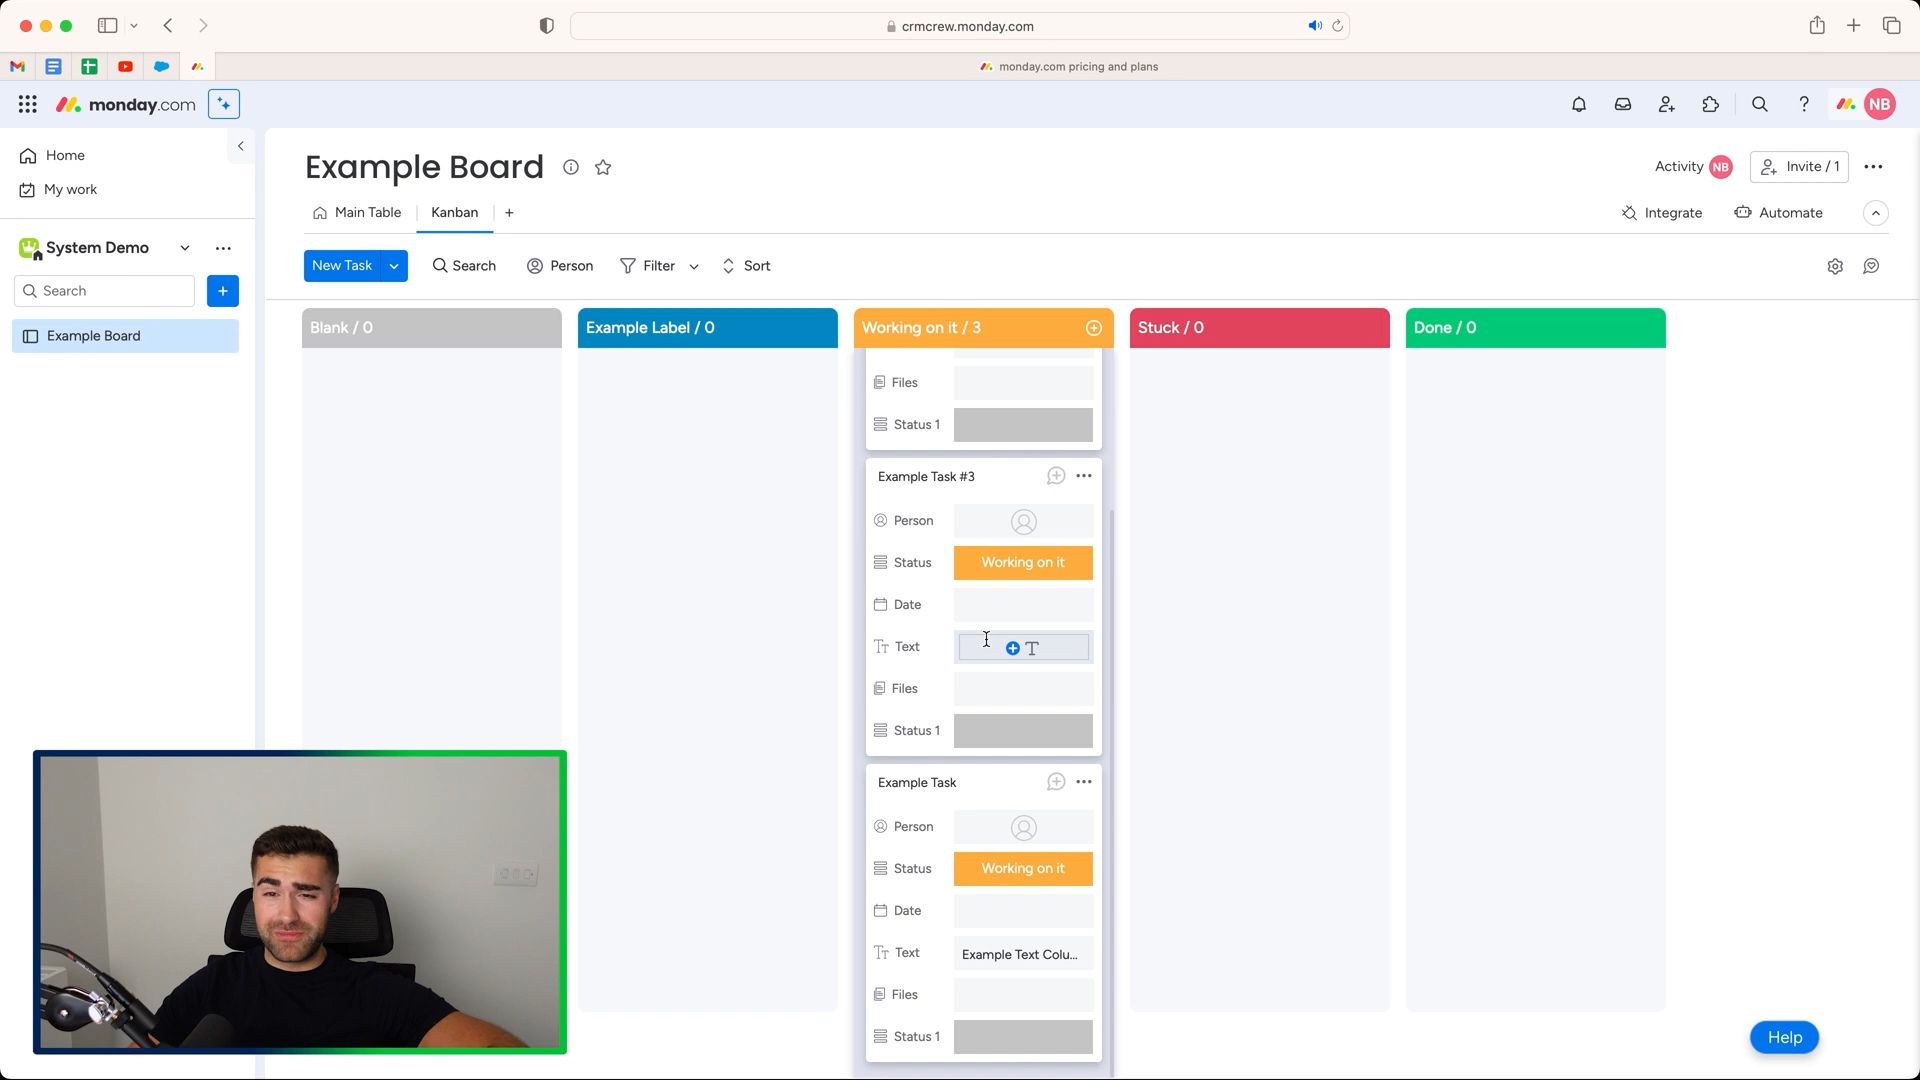 crmcrew.monday.com
monday.com pricing and plans
monday.com
NB
Home
My work
System Demo
Search
Example Board
Example Board
Activity NB
Invite / 1
Main Table
Kanban
Integrate
Automate
New Task
Search
Person
Filter
Sort
Blank / 0
Example Label / 0
Working on it / 3
Stuck / 0
Done / 0
Files
Status 1
Example Task #3
Person
Status Working on it
Date
Text
Files
Status 1
Example Task
Person
Status Working on it
Date
Text Example Text Colu...
Files
Status 1
Help